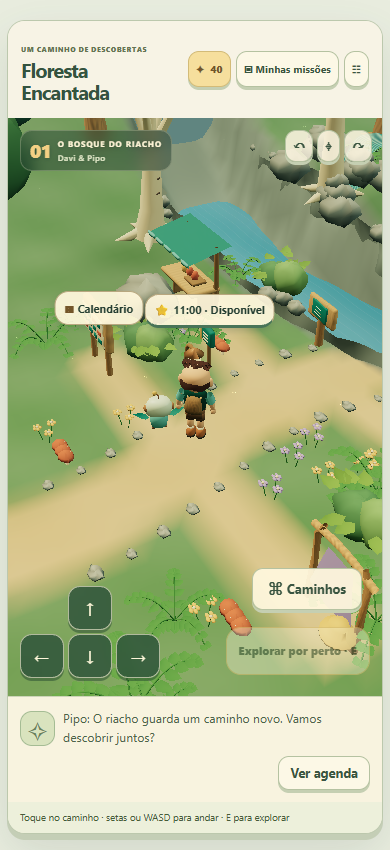 UM CAMINHO DE DESCOBERTAS
Floresta
Encantada
40
Minhas missões
01
O BOSQUE DO RIACHO
Davi & Pipo
Calendário
11:00 · Disponível
⌘ Caminhos
Explorar por perto · E
↑
← ↓ →
Pipo: O riacho guarda um caminho novo. Vamos
descobrir juntos?
Ver agenda
Toque no caminho · setas ou WASD para andar · E para explorar